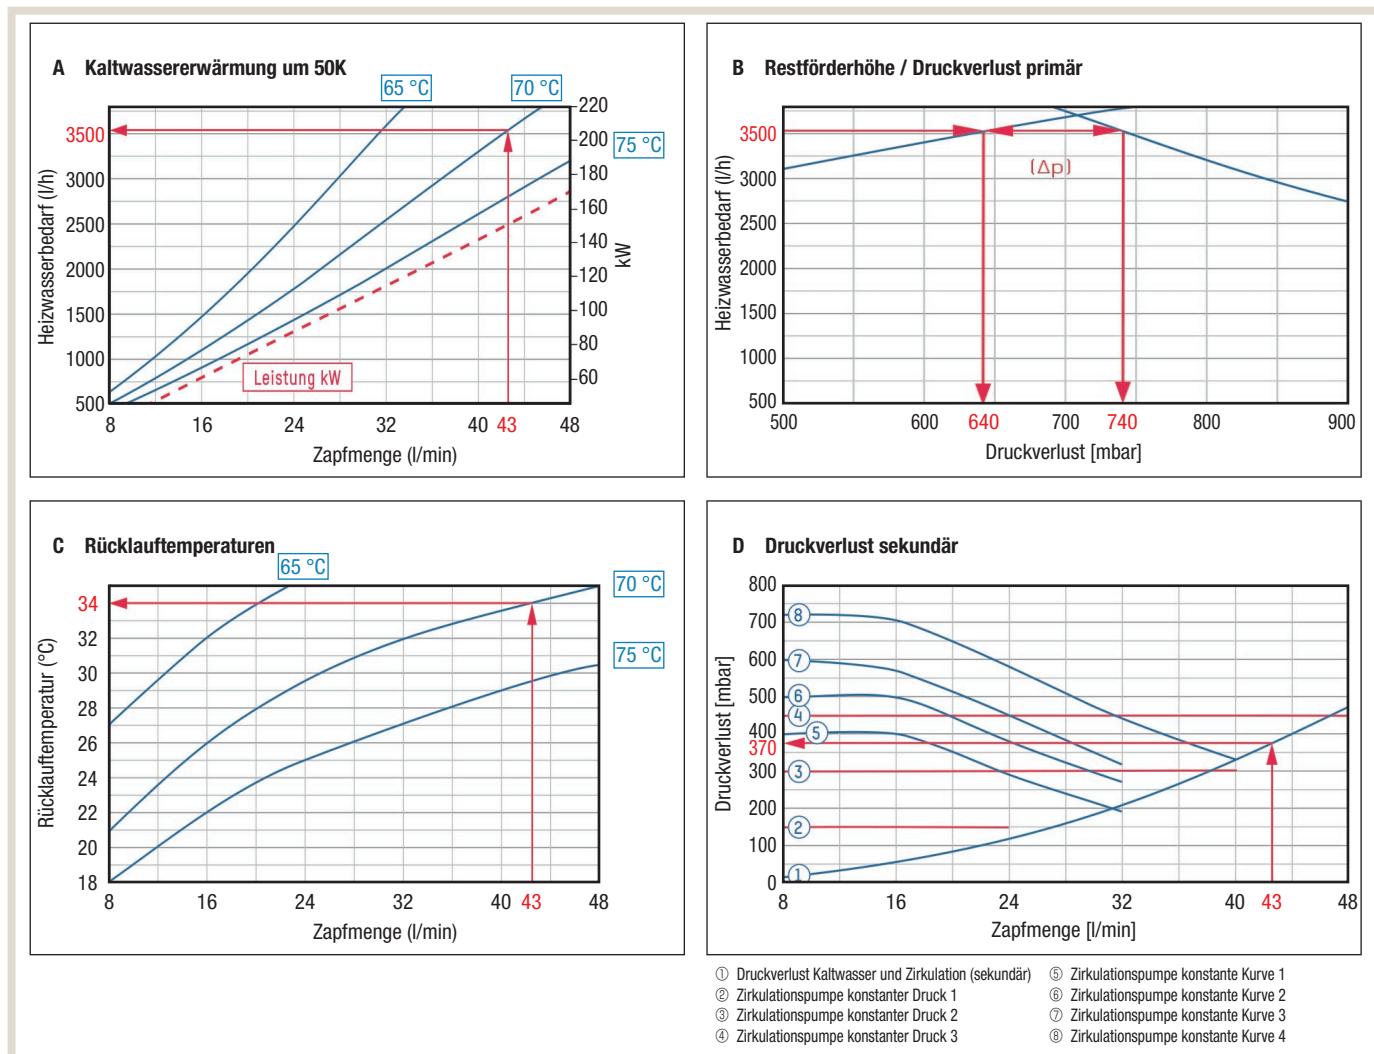 A Kaltwassererwärmung um 50K
65 °C
70 °C
75 °C
Heizwasserbedarf (l/h)
3500
3000
2500
2000
1500
1000
500
220
200
180
160
140
120
100
80
60
kW
Leistung kW
8 16 24 32 40 43 48
Zapfmenge (l/min)
B Restförderhöhe / Druckverlust primär
Heizwasserbedarf (l/h)
3500
3000
2500
2000
1500
1000
500
(Δp)
500 600 640 700 740 800 900
Druckverlust [mbar]
C Rücklauftemperaturen
65 °C
70 °C
75 °C
Rücklauftemperatur (°C)
34
32
30
28
26
24
22
20
18
8 16 24 32 40 43 48
Zapfmenge (l/min)
D Druckverlust sekundär
Druckverlust [mbar]
800
700
600
500
400
370
300
200
100
0
8
7
6
4
5
3
2
1
8 16 24 32 40 43 48
Zapfmenge [l/min]
① Druckverlust Kaltwasser und Zirkulation (sekundär)
② Zirkulationspumpe konstanter Druck 1
③ Zirkulationspumpe konstanter Druck 2
④ Zirkulationspumpe konstanter Druck 3
⑤ Zirkulationspumpe konstante Kurve 1
⑥ Zirkulationspumpe konstante Kurve 2
⑦ Zirkulationspumpe konstante Kurve 3
⑧ Zirkulationspumpe konstante Kurve 4